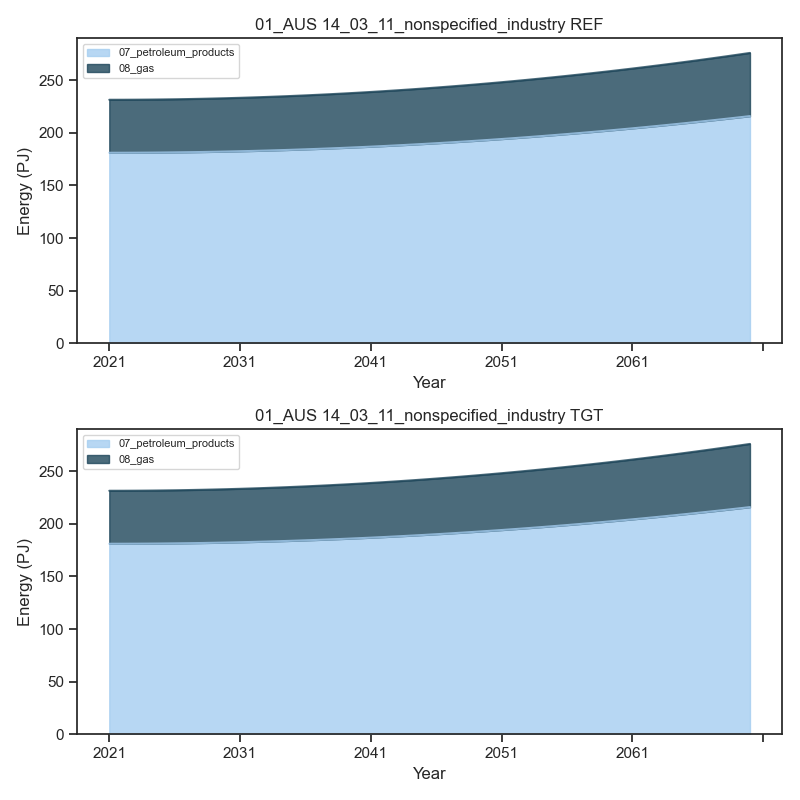 01_AUS 14_03_11_nonspecified_industry REF
07_petroleum_products
08_gas
250
200
150
100
50
0
Energy (PJ)
2021 2031 2041 2051 2061
Year
01_AUS 14_03_11_nonspecified_industry TGT
07_petroleum_products
08_gas
250
200
150
100
50
0
Energy (PJ)
2021 2031 2041 2051 2061
Year